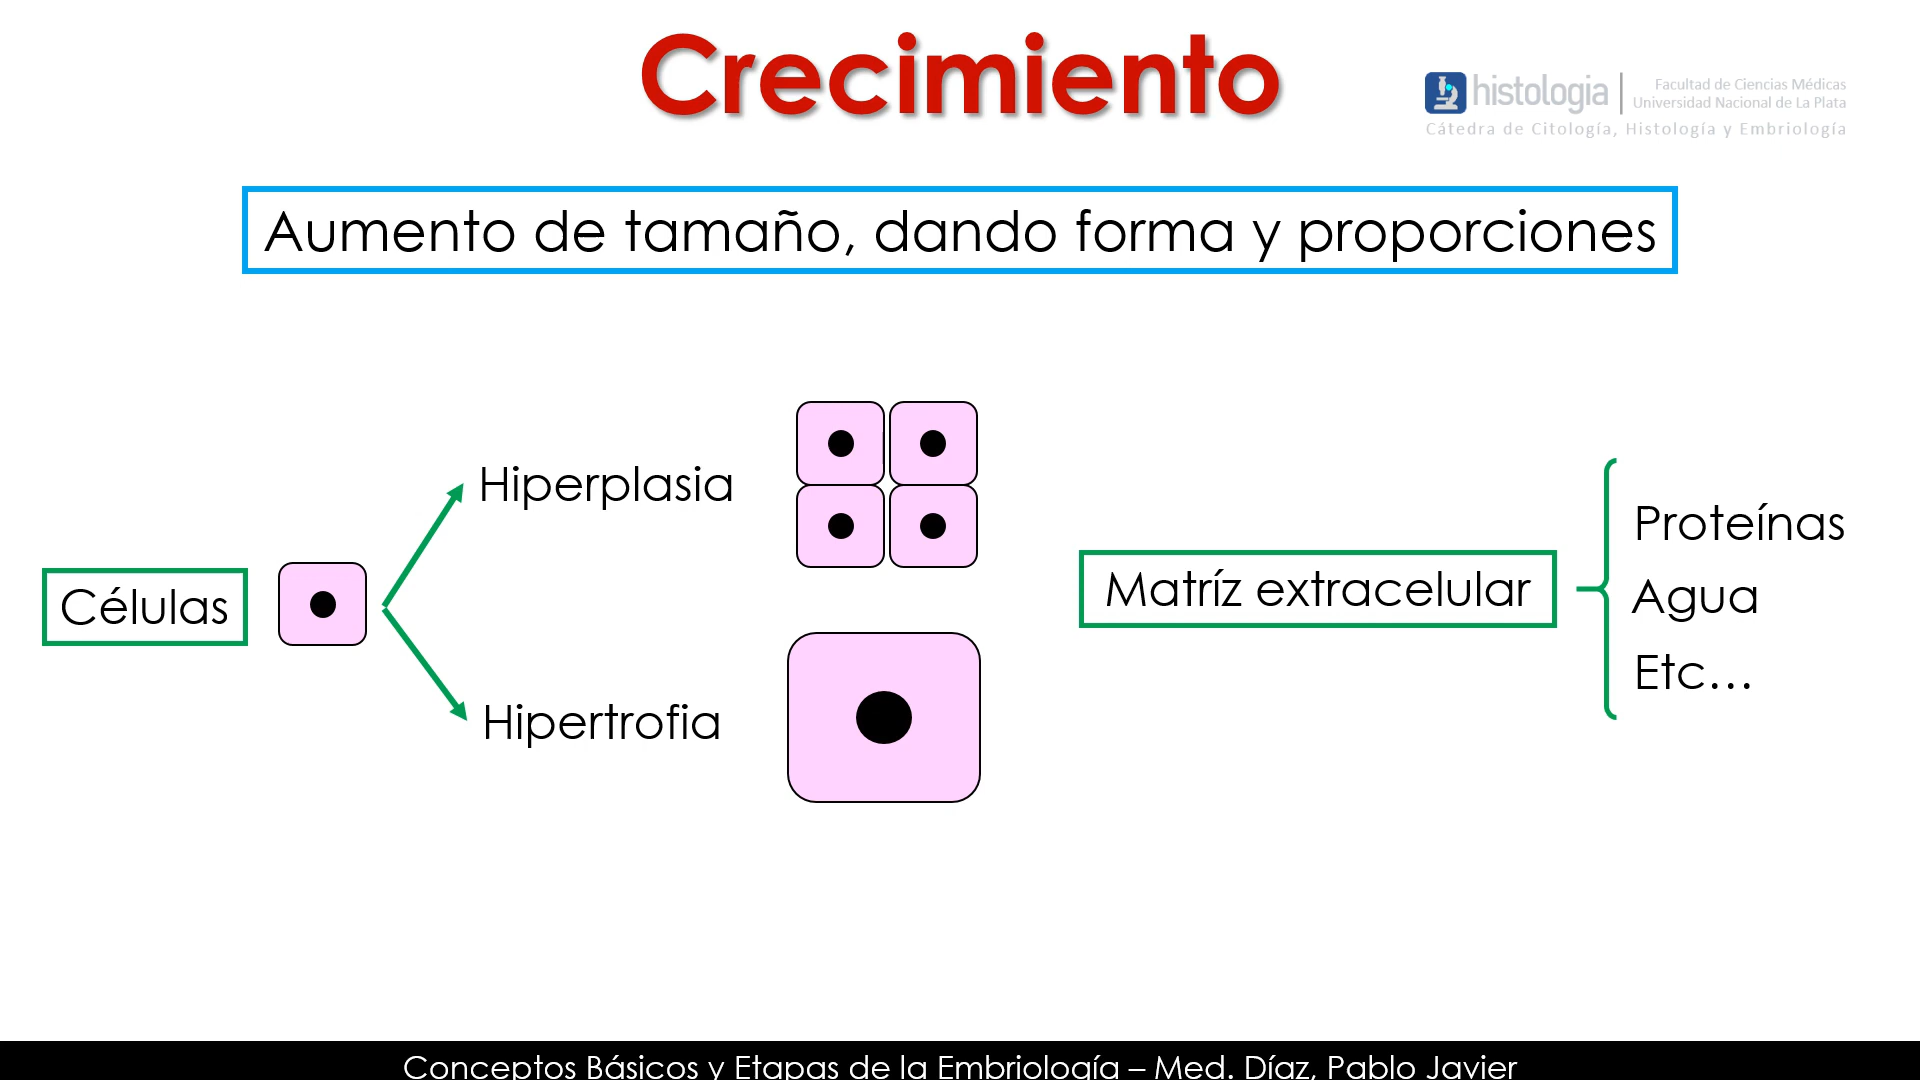 Crecimiento
histologia
Facultad de Ciencias Médicas
Universidad Nacional de La Plata
Cátedra de Citología, Histología y Embriología
Aumento de tamaño, dando forma y proporciones
Células
Hiperplasia
Hipertrofia
Matríz extracelular
Proteínas
Agua
Etc...
Conceptos Básicos y Etapas de la Embriología – Med. Díaz, Pablo Javier